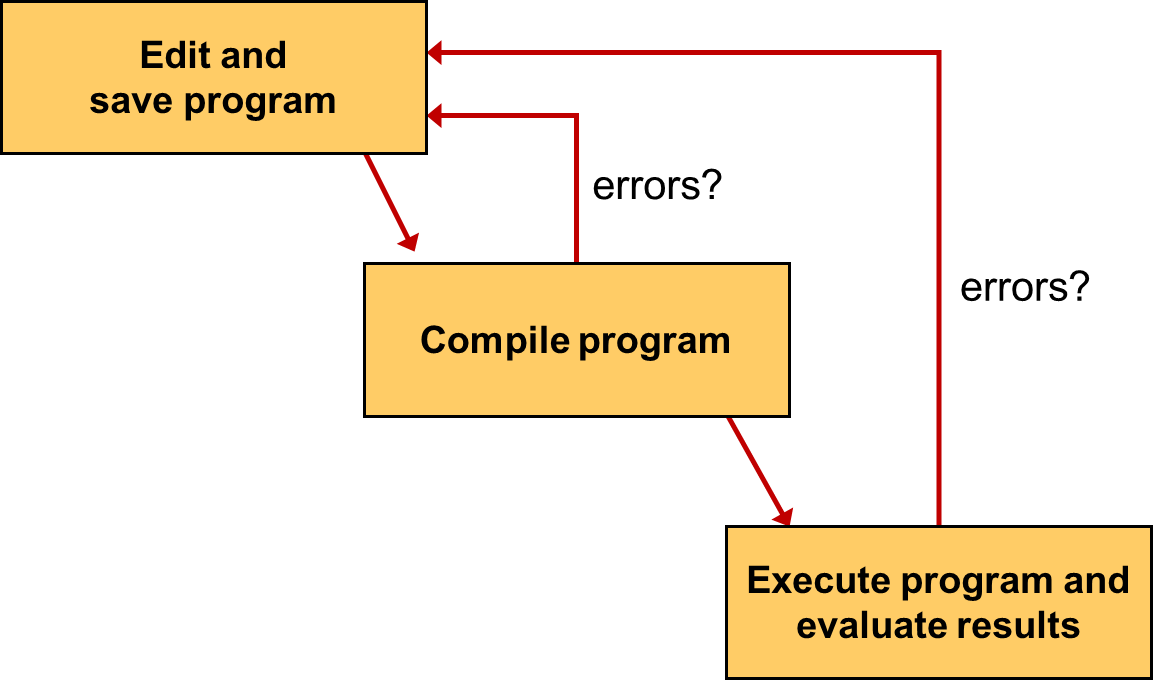 Edit and
save program
errors?
errors?
Compile program
Execute program and
evaluate results